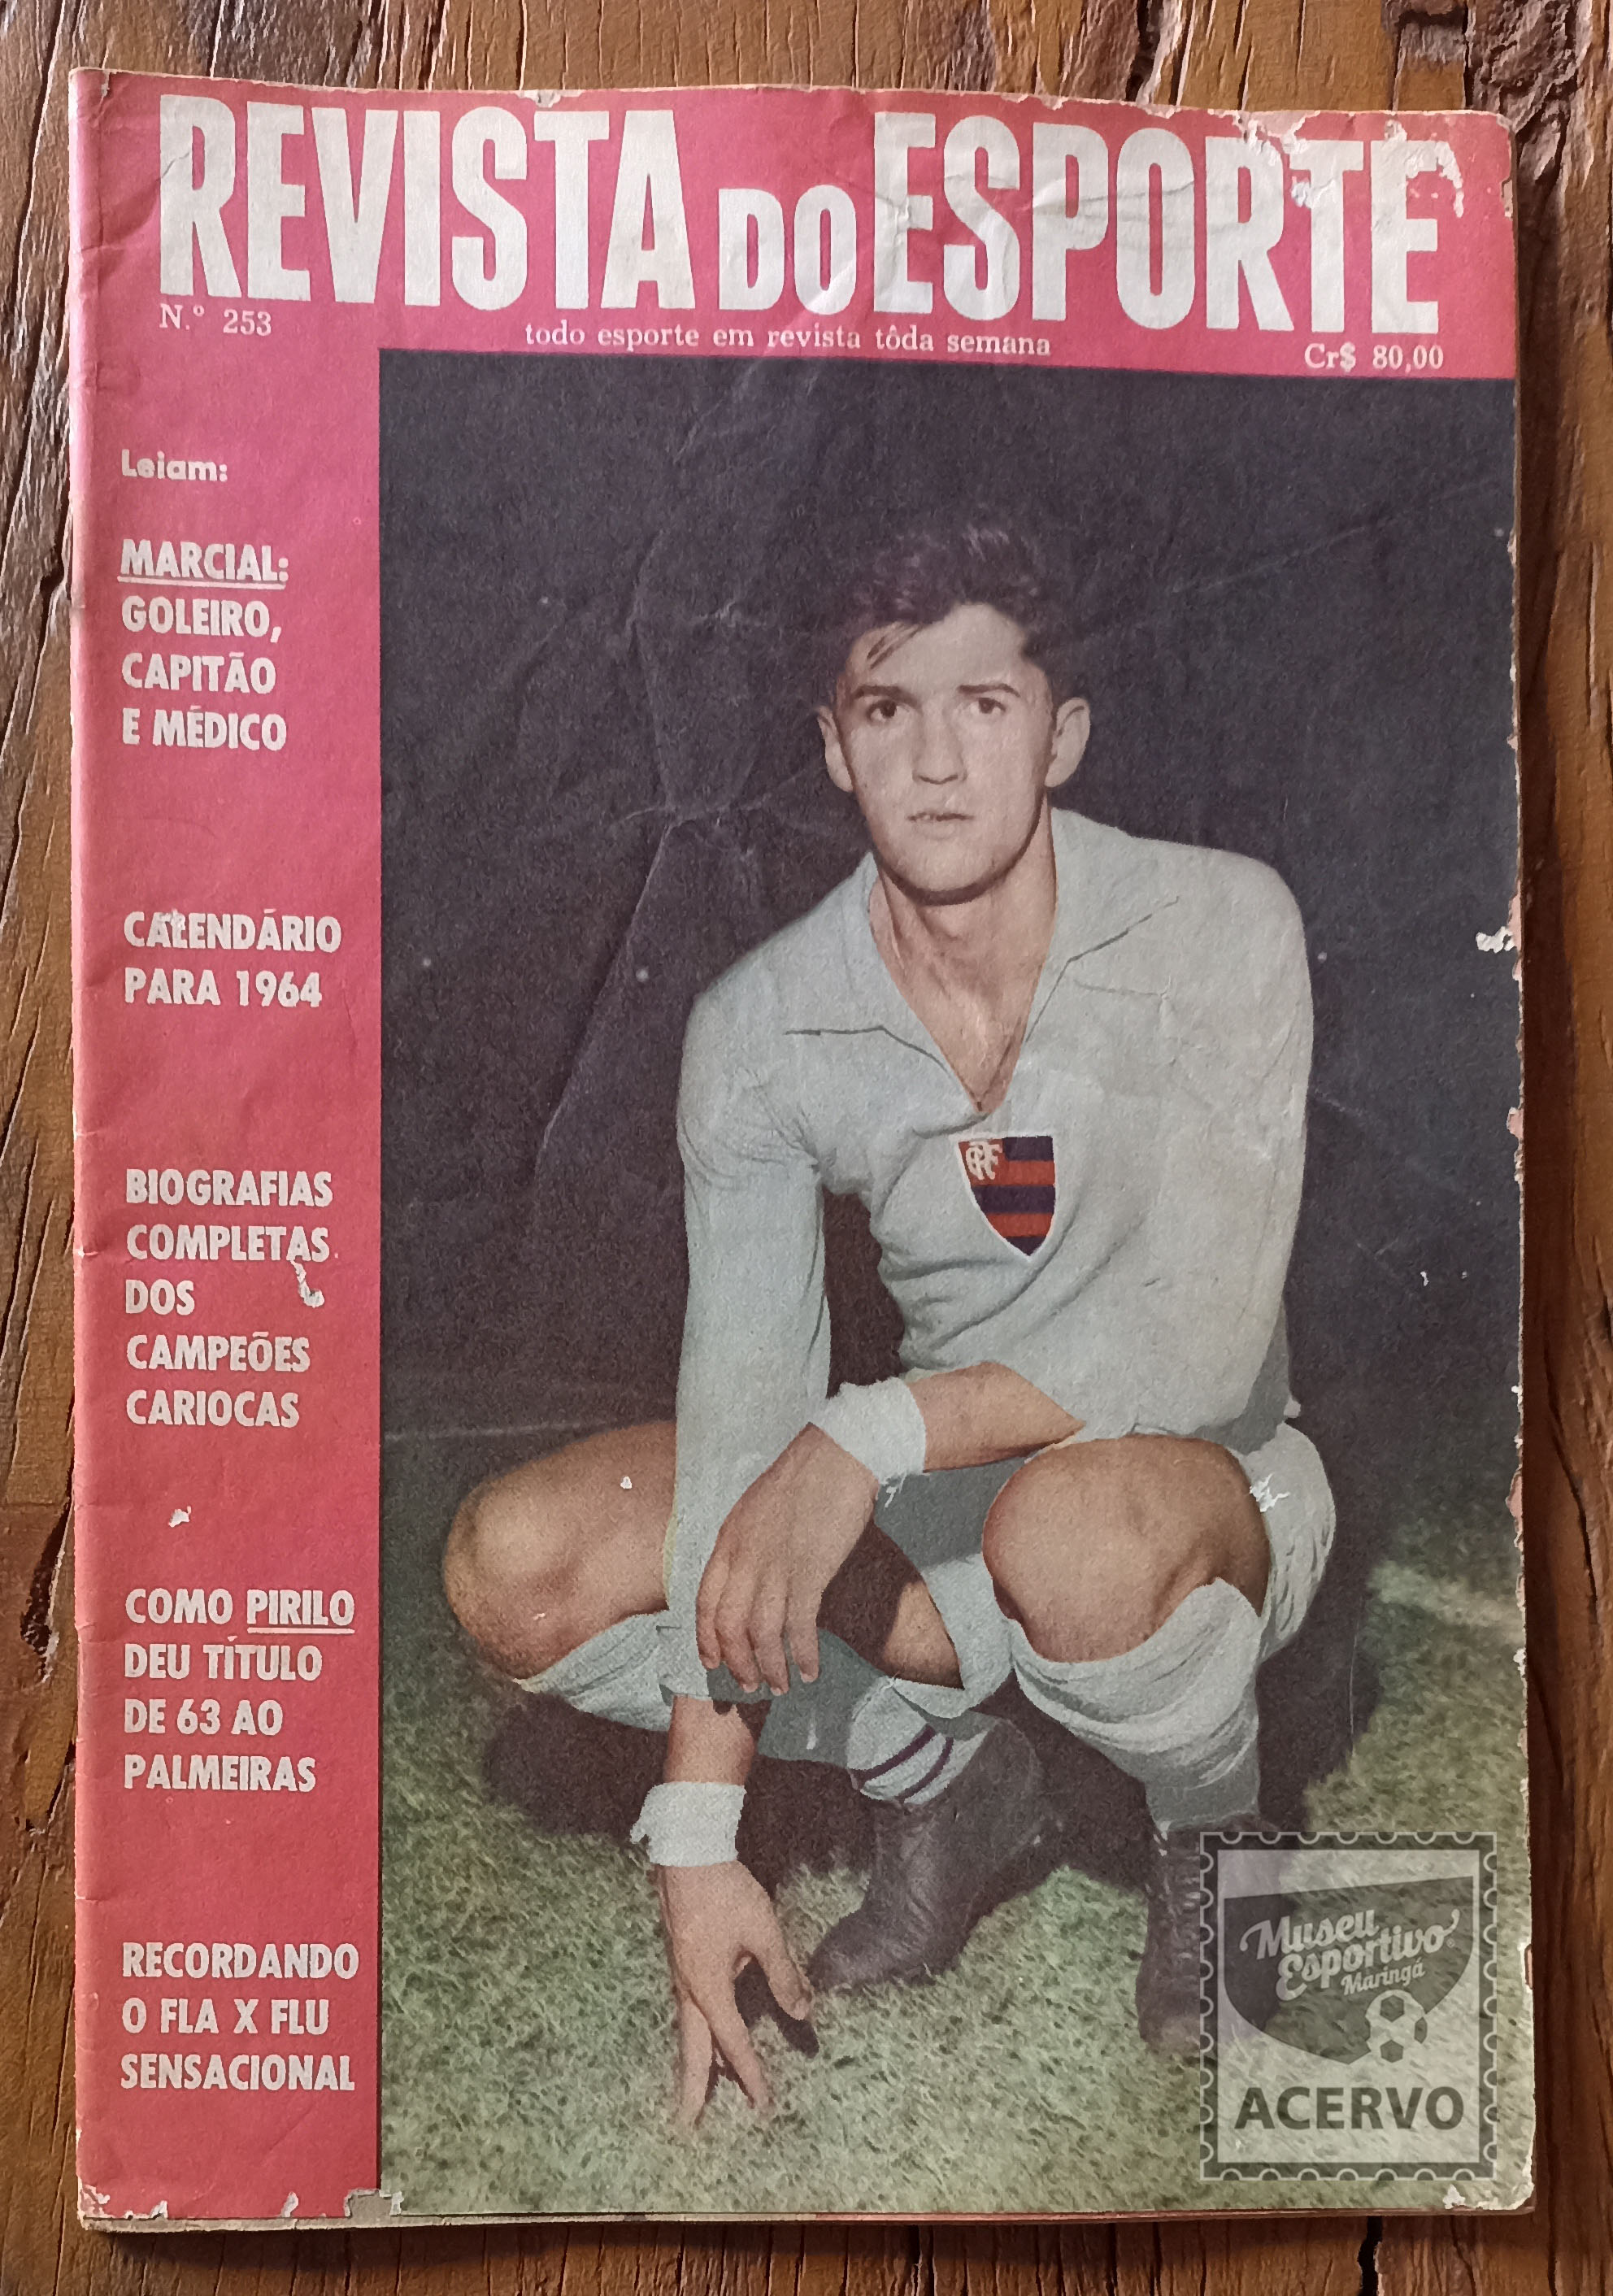 REVISTA DO ESPORTE
N.º 253
todo esporte em revista tôda semana
Cr$ 80,00
Leiam:
MARCIAL:
GOLEIRO,
CAPITÃO
E MÉDICO
CALENDÁRIO
PARA 1964
BIOGRAFIAS
COMPLETAS
DOS
CAMPEÕES
CARIOCAS
COMO PIRILO
DEU TÍTULO
DE 63 AO
PALMEIRAS
RECORDANDO
O FLA X FLU
SENSACIONAL
CRF
Museu
Esportivo
Maringá
ACERVO